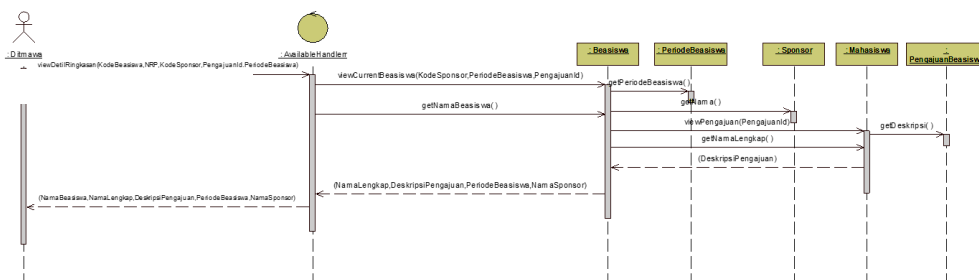 : Ditmawa
: AvailableHandlerr
: Beasiswa
: PeriodeBeasiswa
: Sponsor
: Mahasiswa
:
PengajuanBeasiswa
viewDetilRingkasan(KodeBeasiswa,NRP,KodeSponsor,PengajuanId,PeriodeBeasiswa)
viewCurrentBeasiswa(KodeSponsor,PeriodeBeasiswa,PengajuanId)
getPeriodeBeasiswa()
getNamaBeasiswa()
getNama()
viewPengajuan(PengajuanId)
getDeskripsi()
getNamaLengkap()
(DeskripsiPengajuan)
(NamaLengkap,DeskripsiPengajuan,PeriodeBeasiswa,NamaSponsor)
(NamaBeasiswa,NamaLengkap,DeskripsiPengajuan,PeriodeBeasiswa,NamaSponsor)